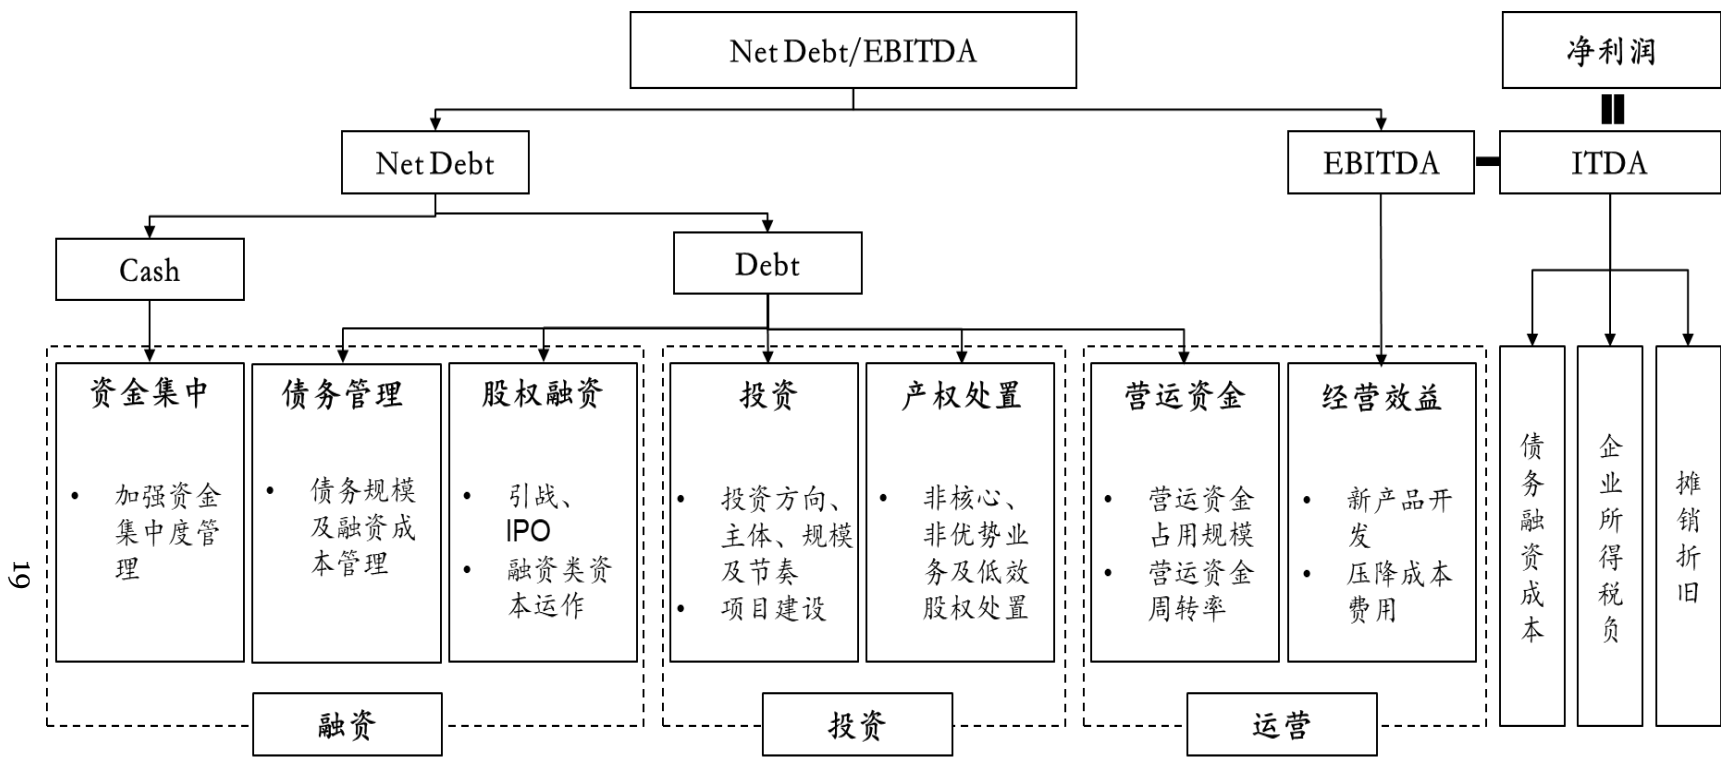 Net Debt/EBITDA
净利润
Net Debt
EBITDA
ITDA
Cash
Debt
资金集中
• 加强资金
集中度管
理
债务管理
• 债务规模
及融资成
本管理
股权融资
• 引战、
IPO
• 融资类资
本运作
投资
• 投资方向、
主体、规模
及节奏
• 项目建设
产权处置
• 非核心、
非优势业
务及低效
股权处置
营运资金
• 营运资金
占用规模
• 营运资金
周转率
经营效益
• 新产品开
发
• 压降成本
费用
债务融资成本
企业所得税负
摊销折旧
融资
投资
运营
19